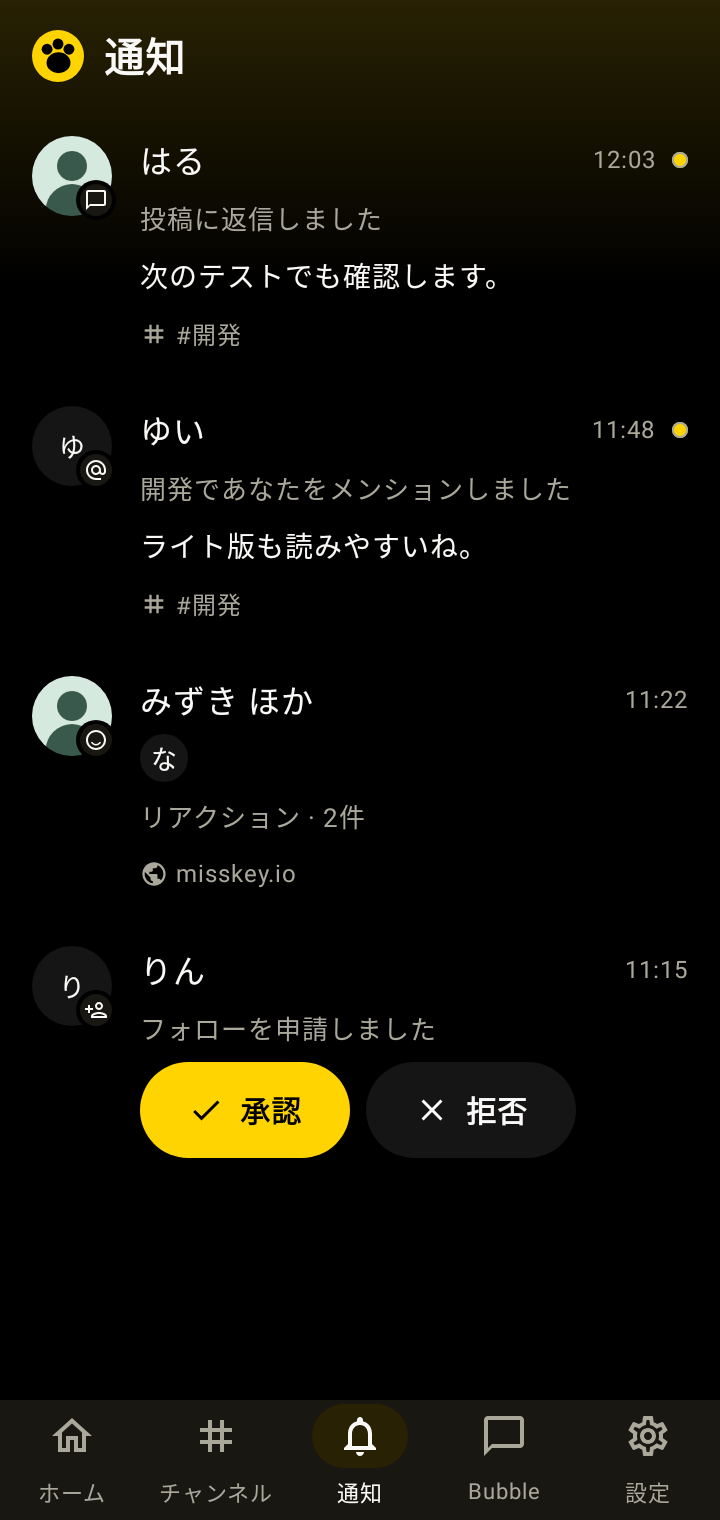 通知
はる 12:03
投稿に返信しました
次のテストでも確認します。
#開発
ゆ
ゆい 11:48
開発であなたをメンションしました
ライト版も読みやすいね。
#開発
みずき ほか 11:22
な
リアクション · 2件
misskey.io
り
りん 11:15
フォローを申請しました
承認 拒否
ホーム チャンネル 通知 Bubble 設定